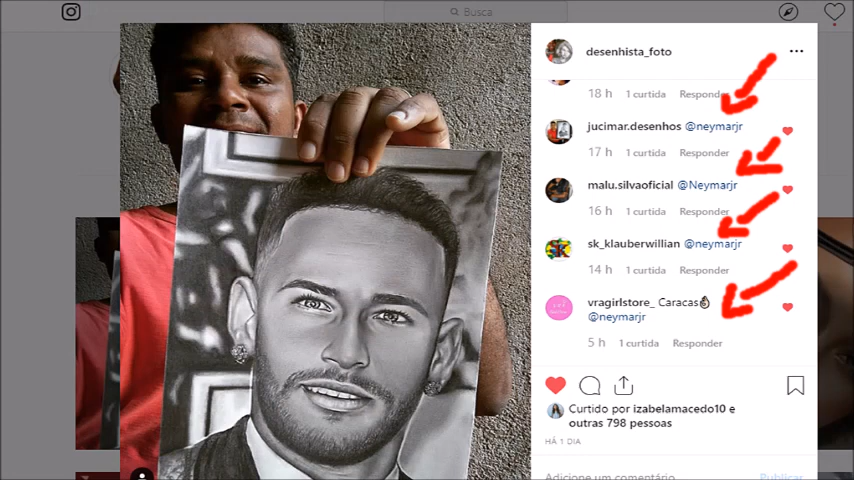 Busca
desenhista_foto
18 h 1 curtida Responder
jucimar.desenhos @neymarjr
17 h 1 curtida Responder
malu.silvaoficial @Neymarjr
16 h 1 curtida Responder
sk_klauberwillian @neymarjr
14 h 1 curtida Responder
vragirlstore_ Caracas👌🏿
@neymarjr
5 h 1 curtida Responder
Curtido por izabelamacedo10 e
outras 798 pessoas
HÁ 1 DIA
Adicione um comentário...
Publicar